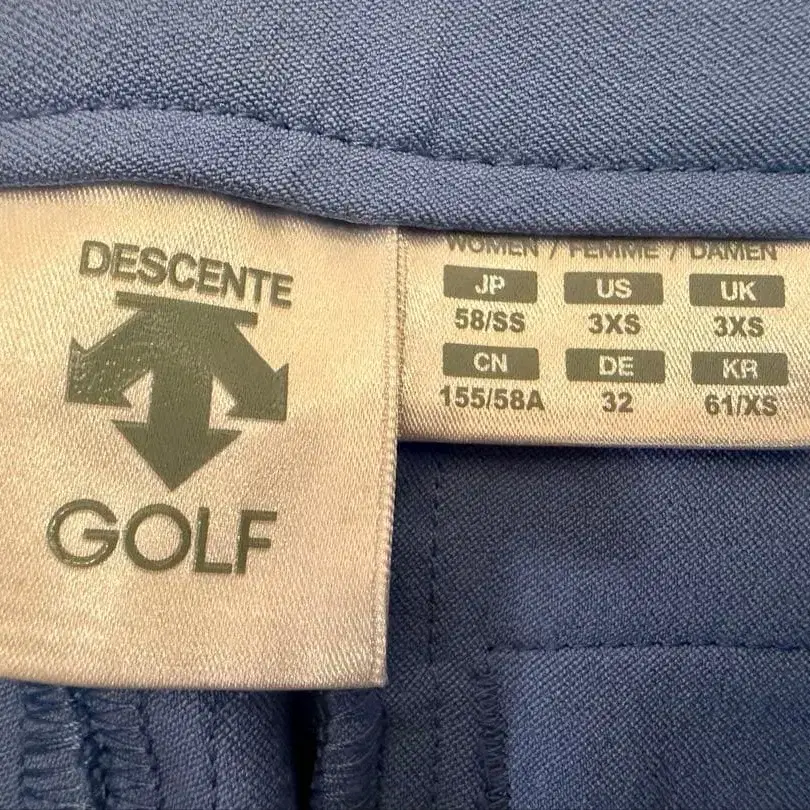 DESCENTE
GOLF
WOMEN / FEMME / DAMEN
JP US UK
58/SS 3XS 3XS
CN DE KR
155/58A 32 61/XS